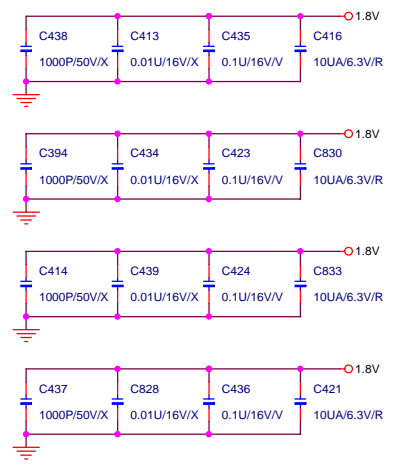 1.8V
C438 C413 C435 C416
1000P/50V/X 0.01U/16V/X 0.1U/16V/V 10UA/6.3V/R
1.8V
C394 C434 C423 C830
1000P/50V/X 0.01U/16V/X 0.1U/16V/V 10UA/6.3V/R
1.8V
C414 C439 C424 C833
1000P/50V/X 0.01U/16V/X 0.1U/16V/V 10UA/6.3V/R
1.8V
C437 C828 C436 C421
1000P/50V/X 0.01U/16V/X 0.1U/16V/V 10UA/6.3V/R